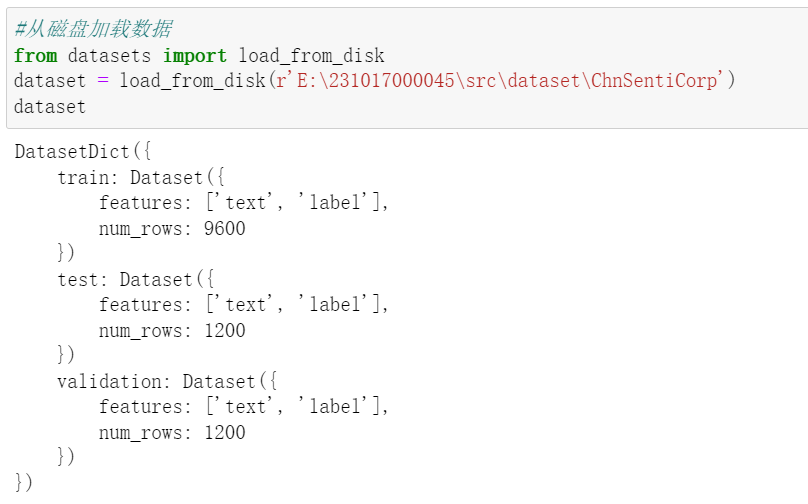 #从磁盘加载数据
from datasets import load_from_disk
dataset = load_from_disk(r'E:\231017000045\src\dataset\ChnSentiCorp')
dataset
DatasetDict({
    train: Dataset({
        features: ['text', 'label'],
        num_rows: 9600
    })
    test: Dataset({
        features: ['text', 'label'],
        num_rows: 1200
    })
    validation: Dataset({
        features: ['text', 'label'],
        num_rows: 1200
    })
})